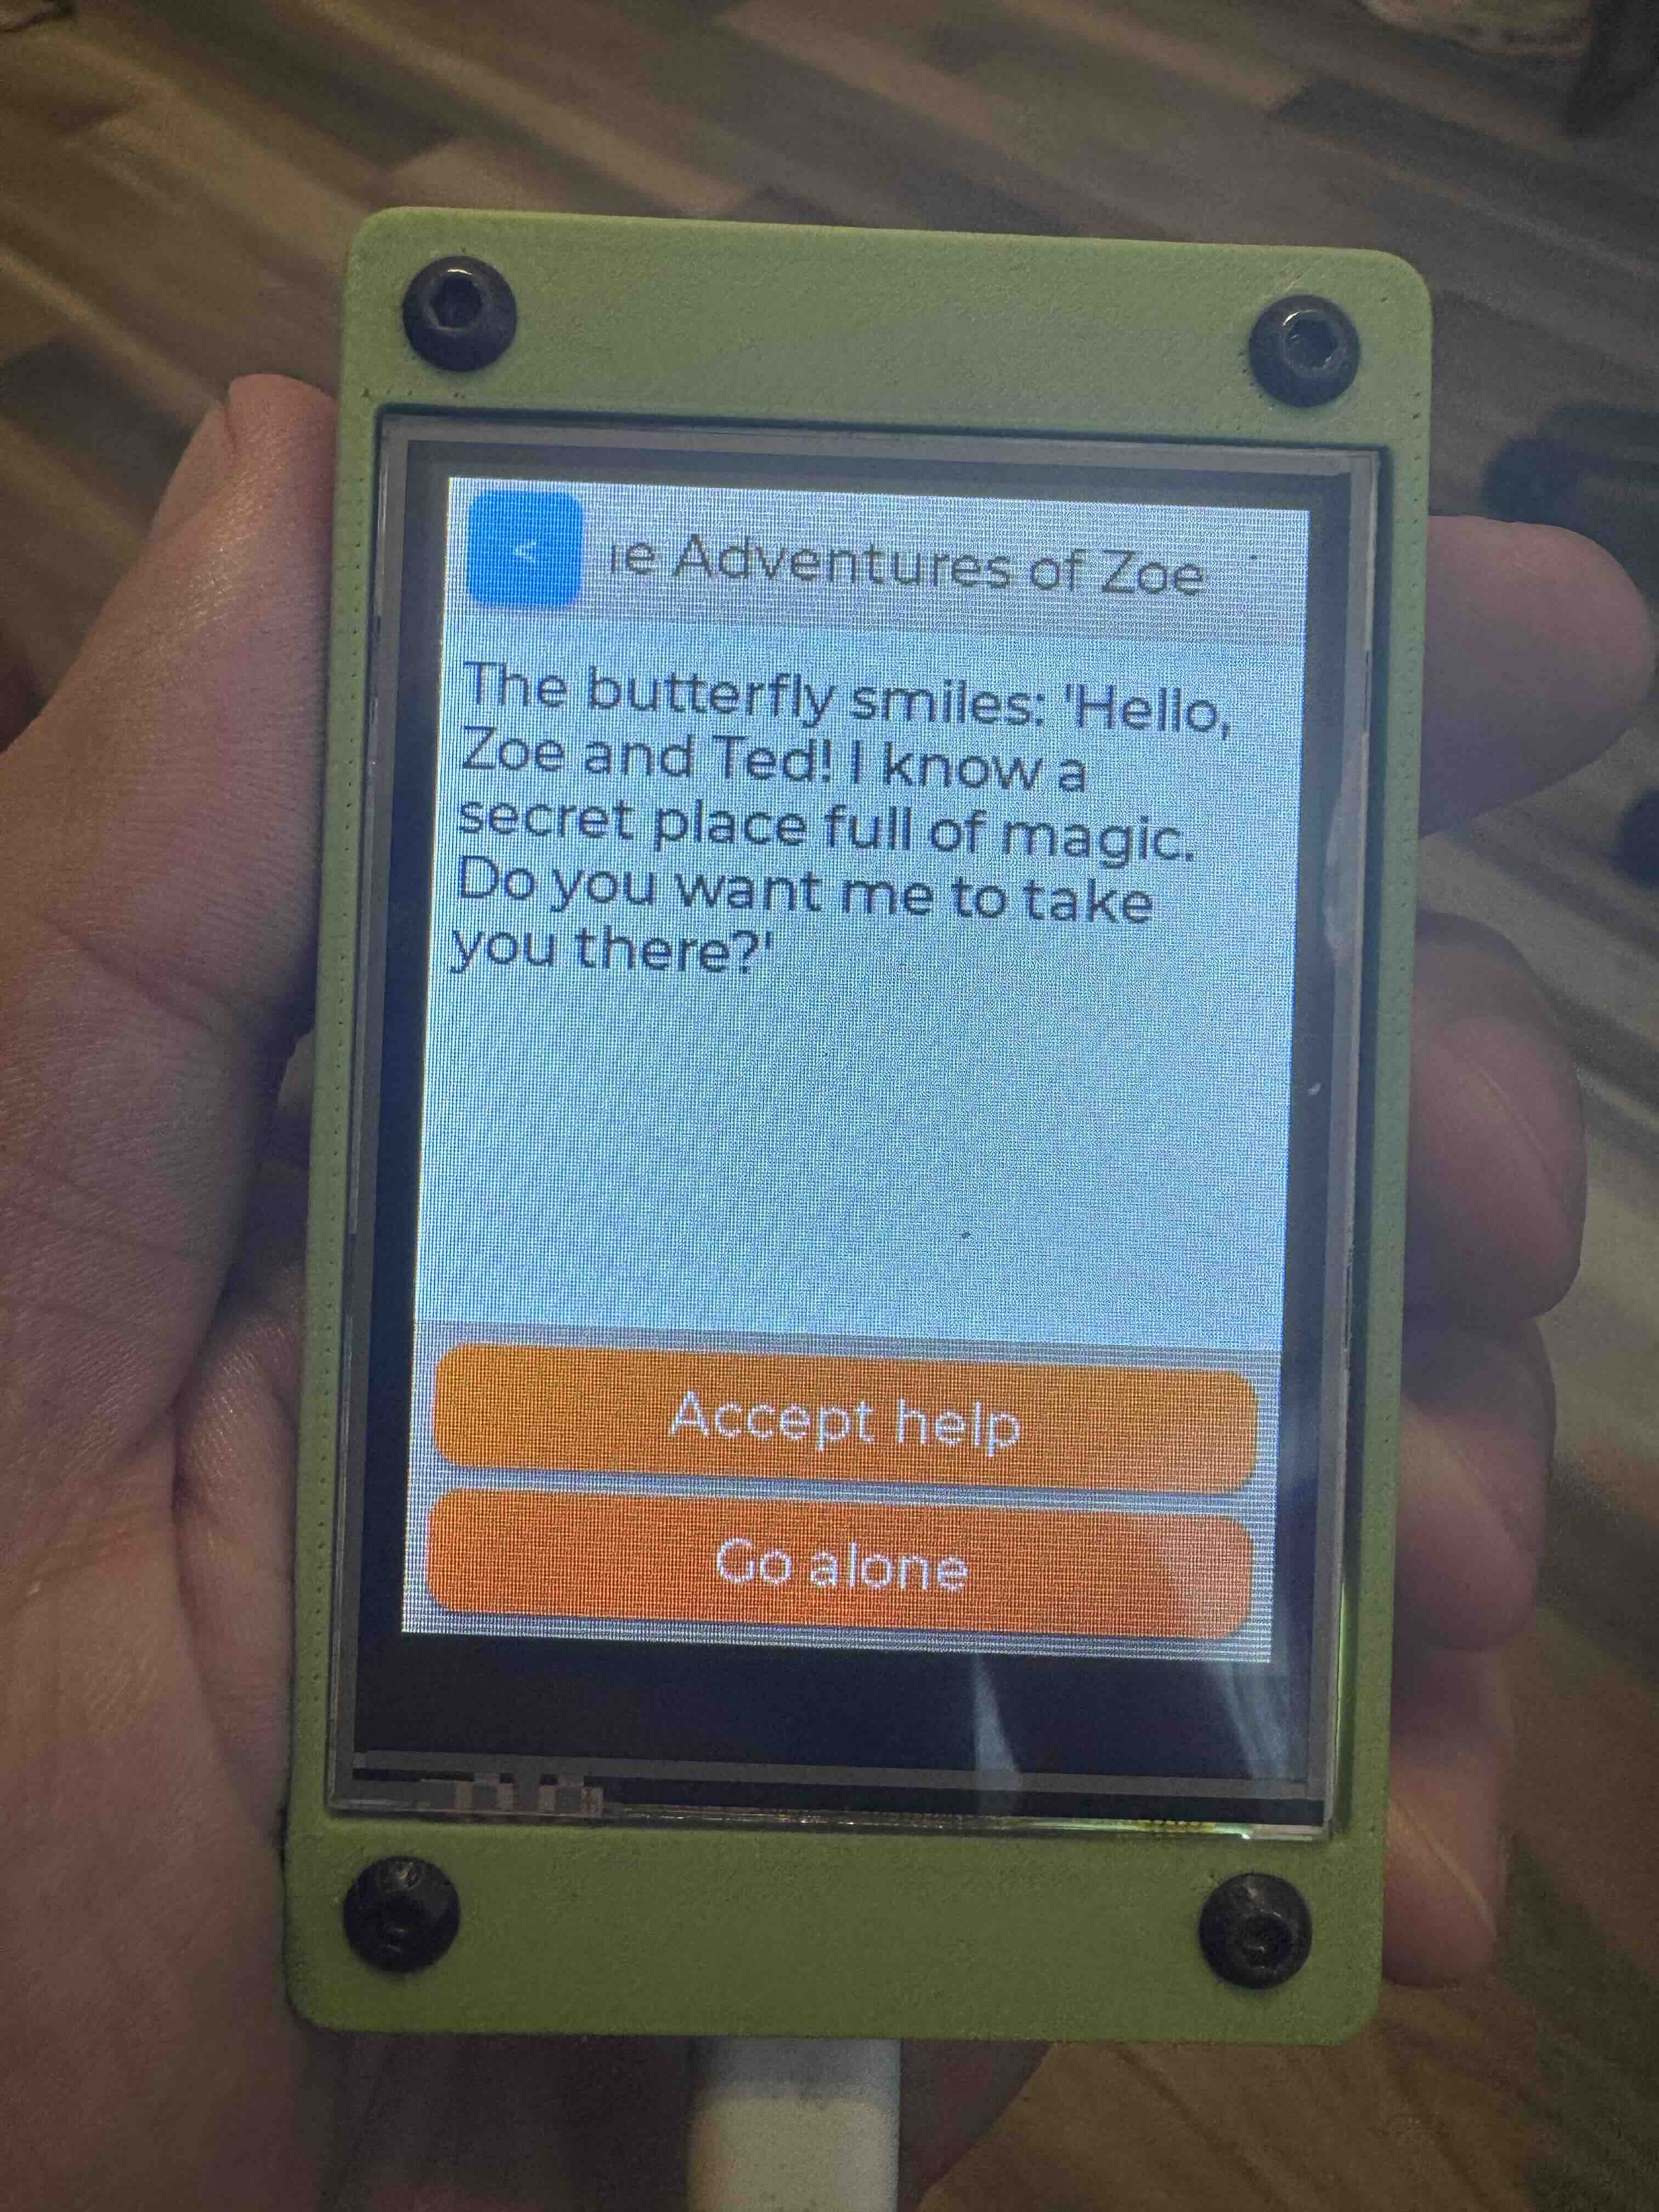 < ie Adventures of Zoe
The butterfly smiles: 'Hello,
Zoe and Ted! I know a
secret place full of magic.
Do you want me to take
you there?'
Accept help
Go alone